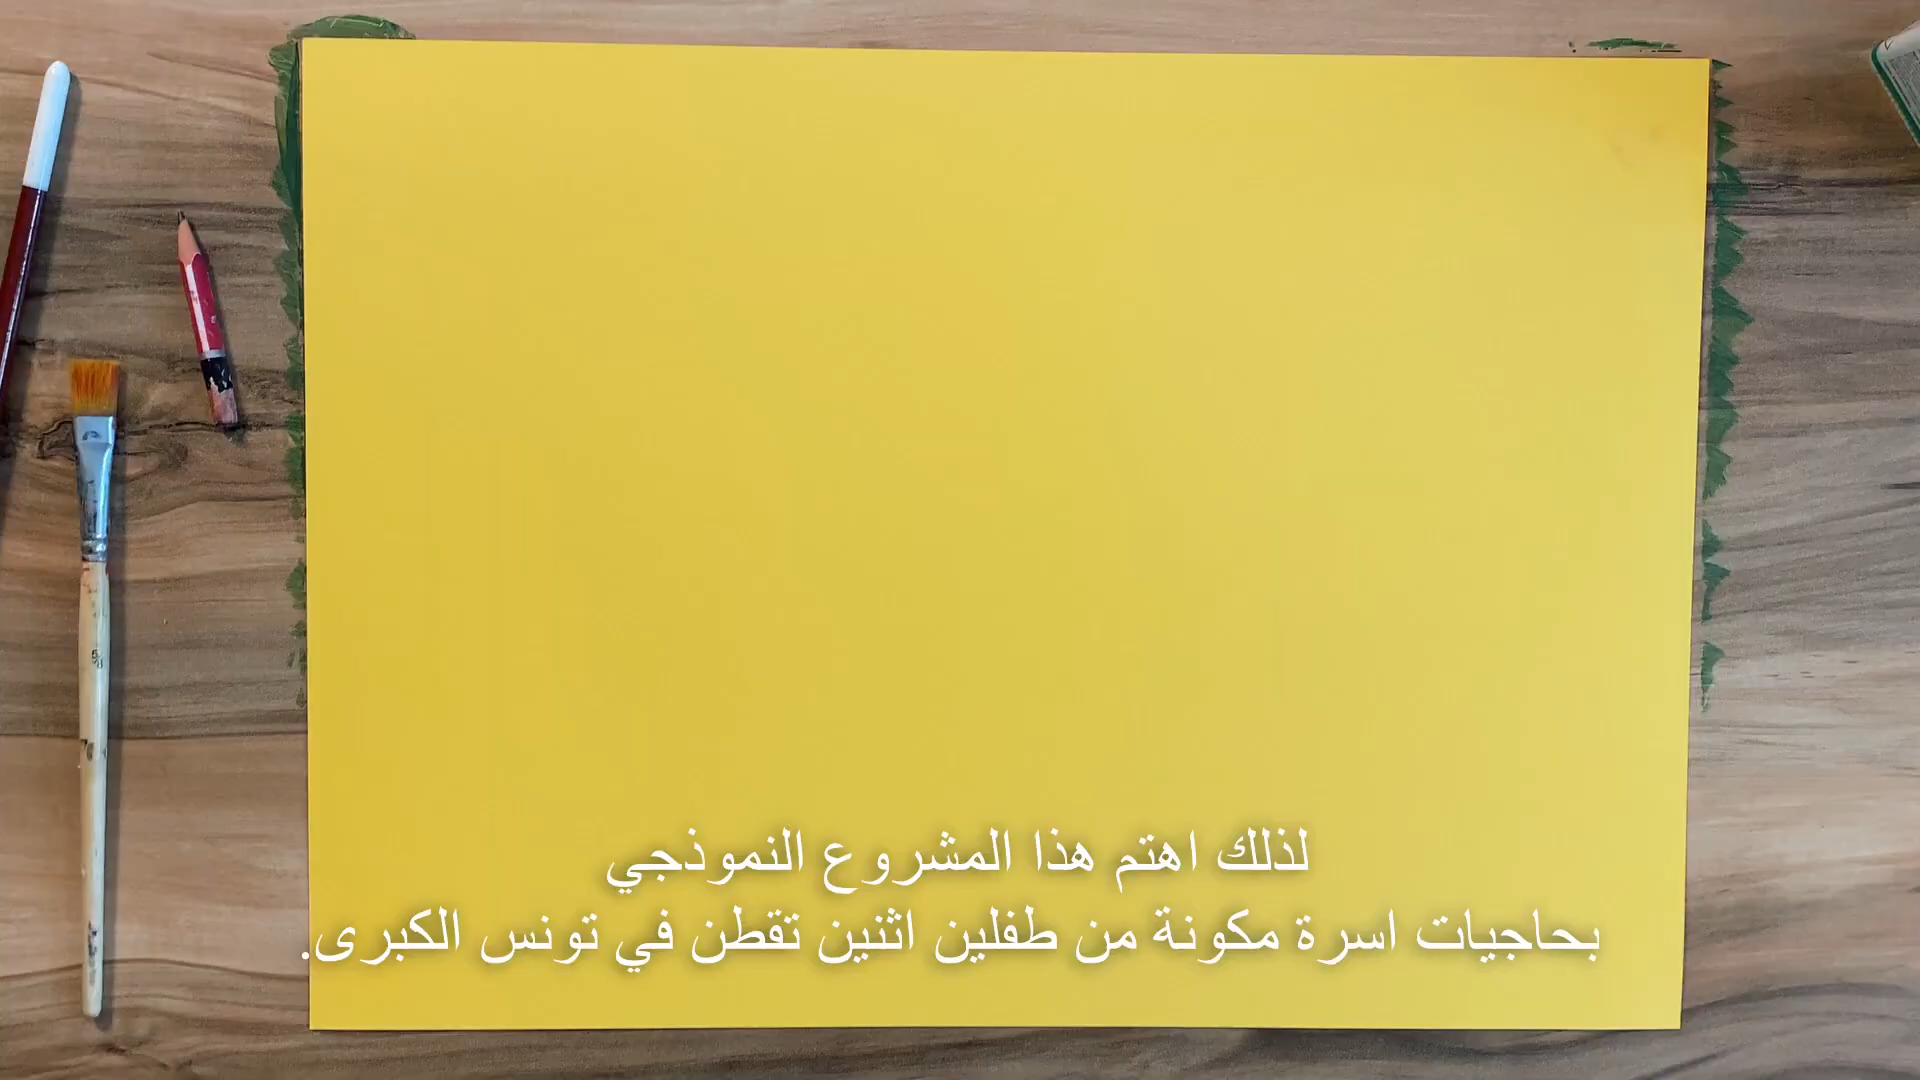 لذلك اهتم هذا المشروع النموذجي
بحاجيات اسرة مكونة من طفلين اثنين تقطن في تونس الكبرى.